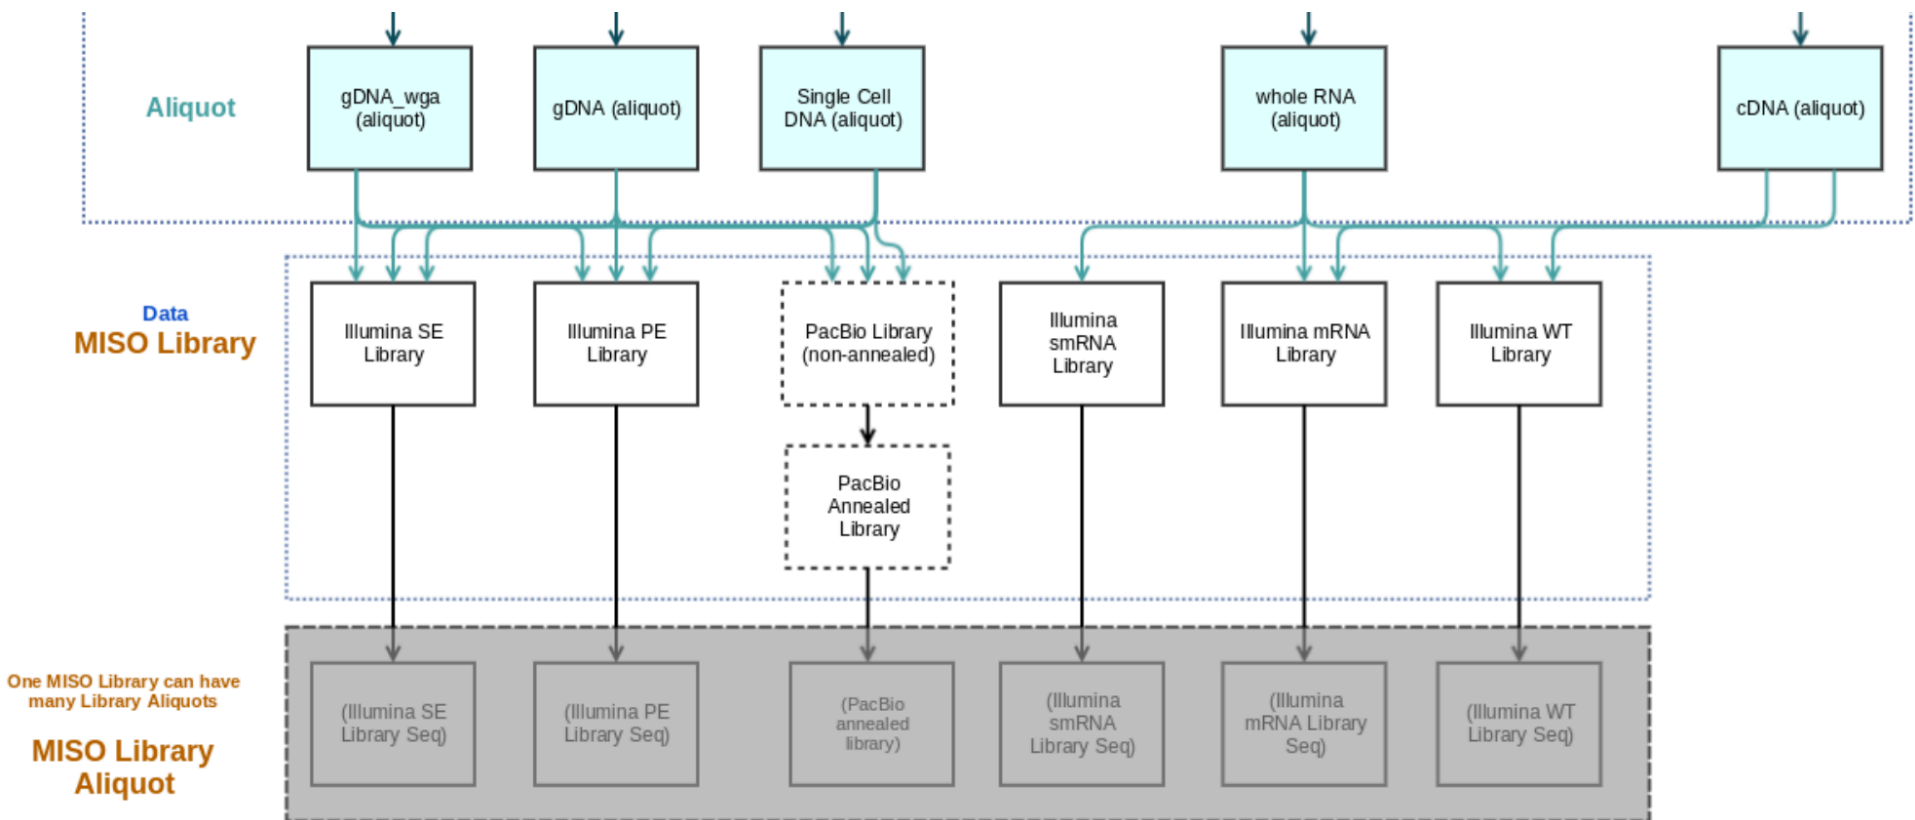 Aliquot
gDNA_wga
(aliquot)
gDNA (aliquot)
Single Cell
DNA (aliquot)
whole RNA
(aliquot)
cDNA (aliquot)
Data
MISO Library
Illumina SE
Library
Illumina PE
Library
PacBio Library
(non-annealed)
Illumina
smRNA
Library
Illumina mRNA
Library
Illumina WT
Library
PacBio
Annealed
Library
One MISO Library can have
many Library Aliquots
MISO Library
Aliquot
(Illumina SE
Library Seq)
(Illumina PE
Library Seq)
(PacBio
annealed
library)
(Illumina
smRNA
Library Seq)
(Illumina
mRNA Library
Seq)
(Illumina WT
Library Seq)